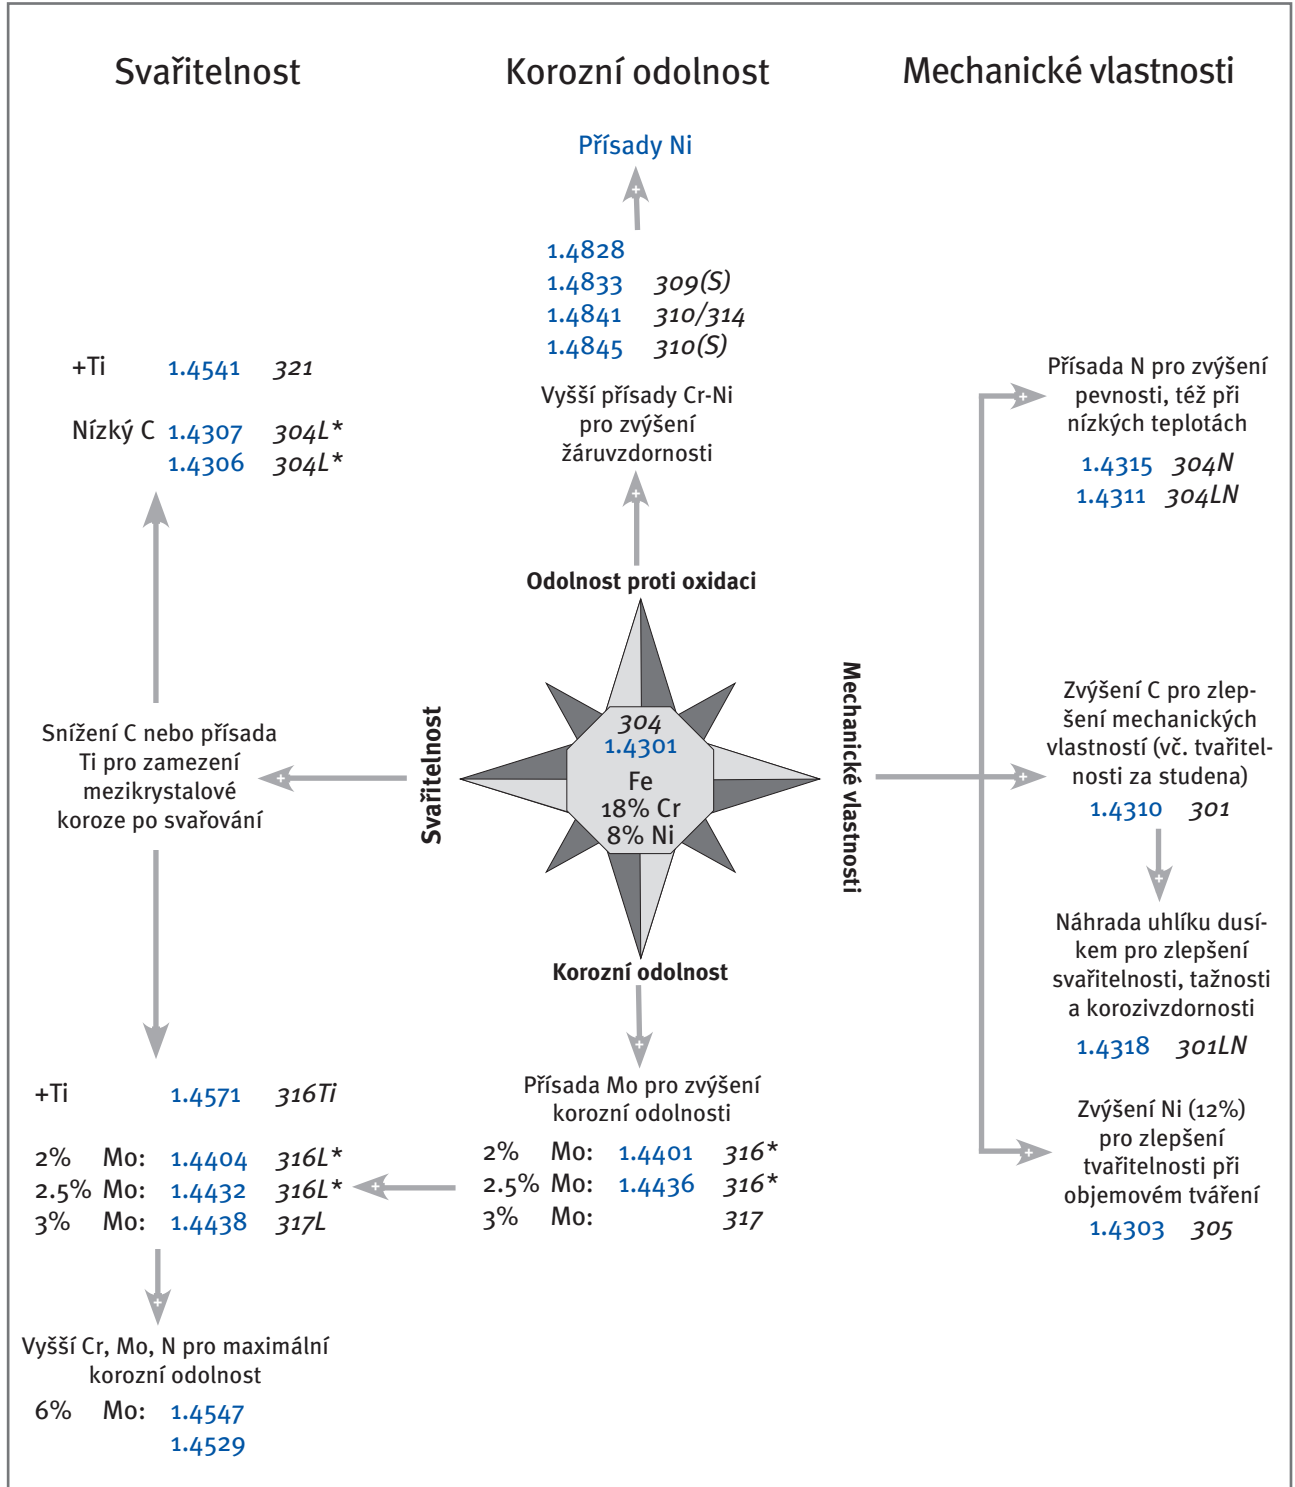 Svařitelnost
Korozní odolnost
Mechanické vlastnosti
Přísady Ni
1.4828
1.4833 309(S)
1.4841 310/314
1.4845 310(S)
Vyšší přísady Cr-Ni
pro zvýšení
žáruvzdornosti
Odolnost proti oxidaci
+Ti 1.4541 321
Nízký C 1.4307 304L*
1.4306 304L*
Snížení C nebo přísada
Ti pro zamezení
mezikrystalové
koroze po svařování
Svařitelnost
304
1.4301
Fe
18% Cr
8% Ni
Mechanické vlastnosti
Korozní odolnost
Přísada N pro zvýšení
pevnosti, též při
nízkých teplotách
1.4315 304N
1.4311 304LN
Zvýšení C pro zlep-
šení mechanických
vlastností (vč. tvařitel-
nosti za studena)
1.4310 301
Náhrada uhlíku dusí-
kem pro zlepšení
svařitelnosti, tažnosti
a korozivzdornosti
1.4318 301LN
Zvýšení Ni (12%)
pro zlepšení
tvařitelnosti při
objemovém tváření
1.4303 305
Přísada Mo pro zvýšení
korozní odolnosti
2% Mo: 1.4401 316*
2.5% Mo: 1.4436 316*
3% Mo: 317
+Ti 1.4571 316Ti
2% Mo: 1.4404 316L*
2.5% Mo: 1.4432 316L*
3% Mo: 1.4438 317L
Vyšší Cr, Mo, N pro maximální
korozní odolnost
6% Mo: 1.4547
1.4529